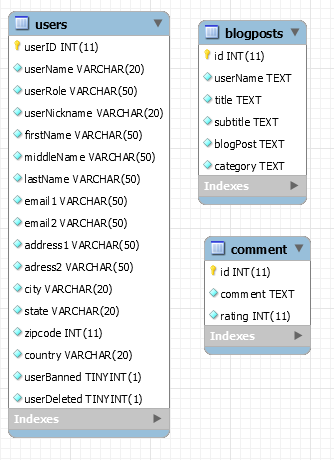 users
userID INT(11)
userName VARCHAR(20)
userRole VARCHAR(50)
userNickname VARCHAR(20)
firstName VARCHAR(50)
middleName VARCHAR(50)
lastName VARCHAR(50)
email1 VARCHAR(50)
email2 VARCHAR(50)
address1 VARCHAR(50)
adress2 VARCHAR(50)
city VARCHAR(20)
state VARCHAR(20)
zipcode INT(11)
country VARCHAR(20)
userBanned TINYINT(1)
userDeleted TINYINT(1)
Indexes
blogposts
id INT(11)
userName TEXT
title TEXT
subtitle TEXT
blogPost TEXT
category TEXT
Indexes
comment
id INT(11)
comment TEXT
rating INT(11)
Indexes